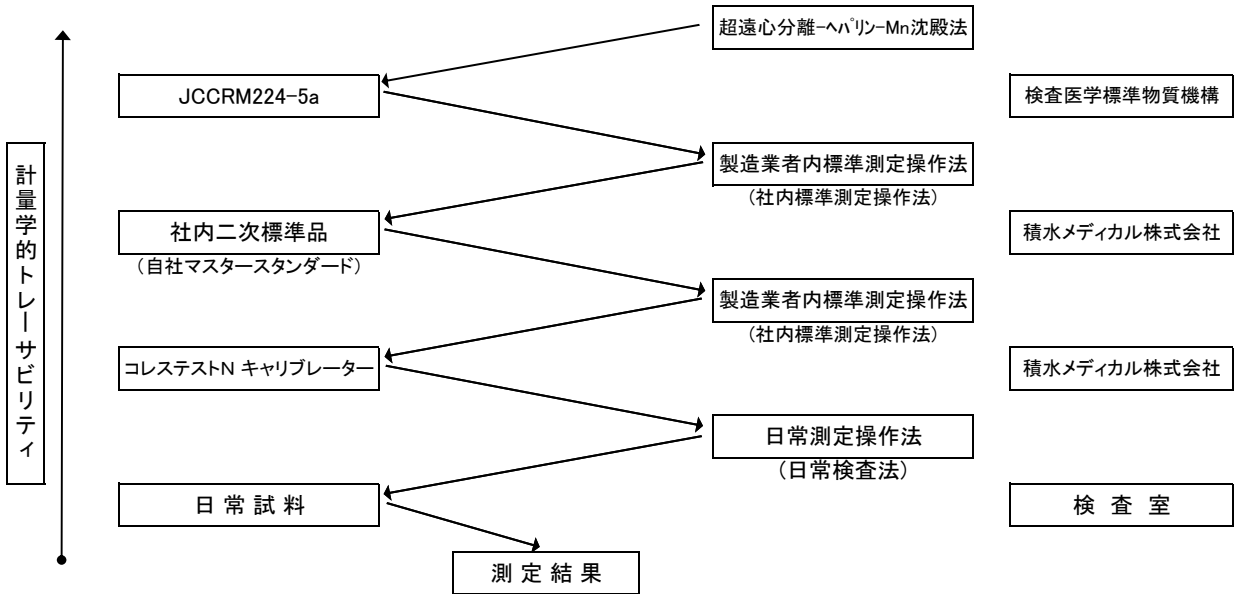 超遠心分離-ﾍﾊﾟﾘﾝ-Mn沈殿法
JCCRM224-5a
検査医学標準物質機構
製造業者内標準測定操作法
(社内標準測定操作法)
社内二次標準品
(自社マスタースタンダード)
積水メディカル株式会社
製造業者内標準測定操作法
(社内標準測定操作法)
コレステストN キャリブレーター
積水メディカル株式会社
日常測定操作法
(日常検査法)
日常試料
検査室
測定結果
計量学的トレーサビリティ